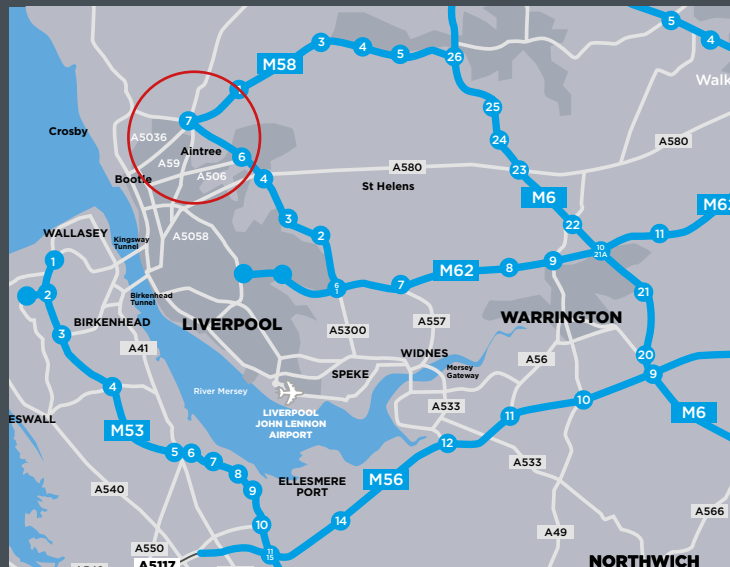 5
4
3
4
5
26
M58
Walk
7
25
Crosby
A5036
24
A580
Aintree
A59
6
A580
23
Bootle
A506
4
St Helens
M6
M62
3
22
WALLASEY
Kingsway
Tunnel
A5058
2
11
10
21A
1
M62
8
9
6
1
7
21
2
Birkenhead
Tunnel
BIRKENHEAD
LIVERPOOL
A5300
A557
WARRINGTON
3
A41
WIDNES
A56
20
SPEKE
Mersey
Gateway
9
4
River Mersey
LIVERPOOL
JOHN LENNON
AIRPORT
A533
11
10
M6
ESWALL
M53
12
5
6
7
A533
8
ELLESMERE
PORT
M56
A540
9
A566
10
14
A49
A550
11
15
A5117
NORTHWICH